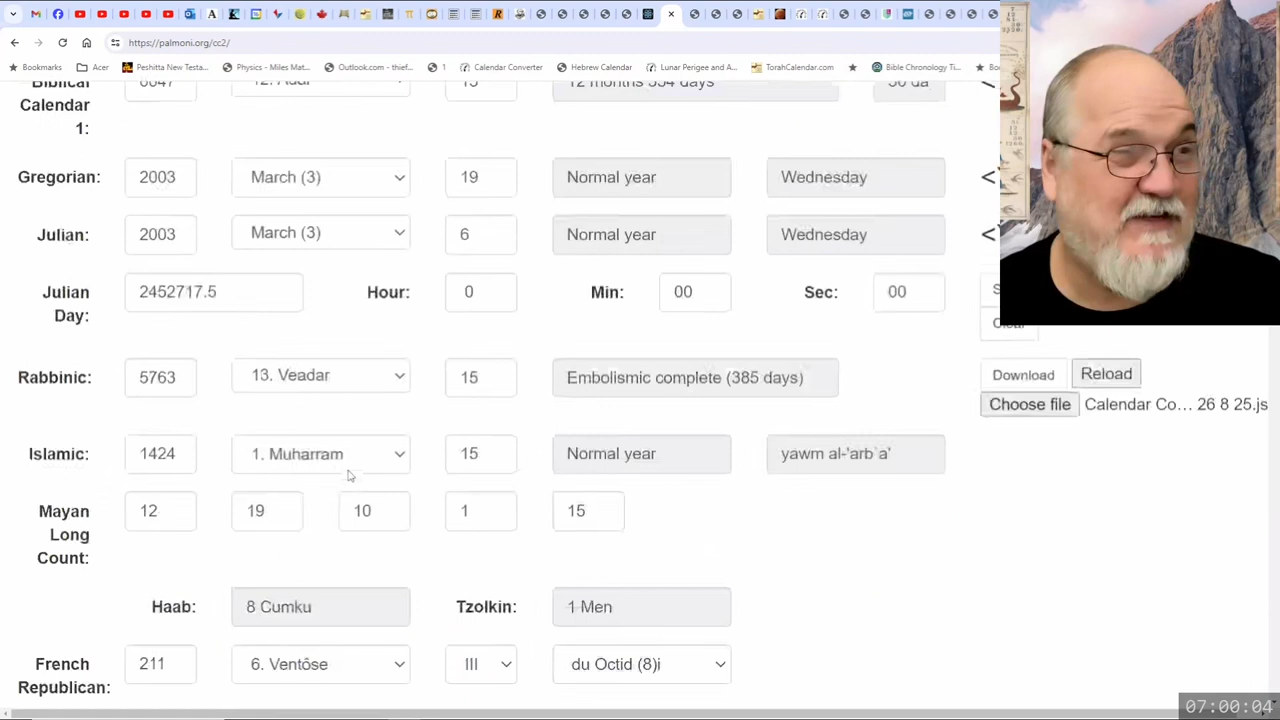 https://palmoni.org/cc2/
Bookmarks Acer Peshitta New Testa... Physics - Miles Mat... Outlook.com - thief... 1 Calendar Converter Hebrew Calendar Lunar Perigee and A... TorahCalendar.com... Bible Chronology Ti...
Biblical 12 months 354 days
Calendar
1:
Gregorian: 2003 March (3) 19 Normal year Wednesday <
Julian: 2003 March (3) 6 Normal year Wednesday <
Julian 2452717.5 Hour: 0 Min: 00 Sec: 00
Day:
Rabbinic: 5763 13. Veadar 15 Embolismic complete (385 days) Download Reload
Choose file Calendar Co... 26 8 25.js
Islamic: 1424 1. Muharram 15 Normal year yawm al-'arb`a'
Mayan 12 19 10 1 15
Long
Count:
Haab: 8 Cumku Tzolkin: 1 Men
French 211 6. Ventôse III du Octid (8)i
Republican:
07:00:04